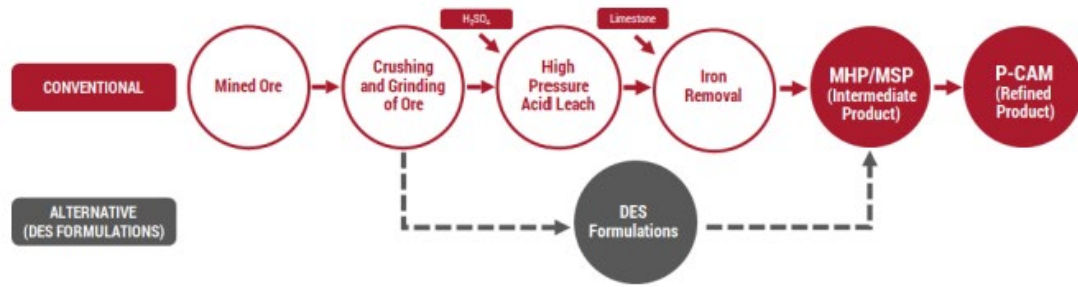 H₂SO₄
Limestone
CONVENTIONAL
Mined Ore
Crushing
and Grinding
of Ore
High
Pressure
Acid Leach
Iron
Removal
MHP/MSP
(Intermediate
Product)
P-CAM
(Refined
Product)
ALTERNATIVE
(DES FORMULATIONS)
DES
Formulations